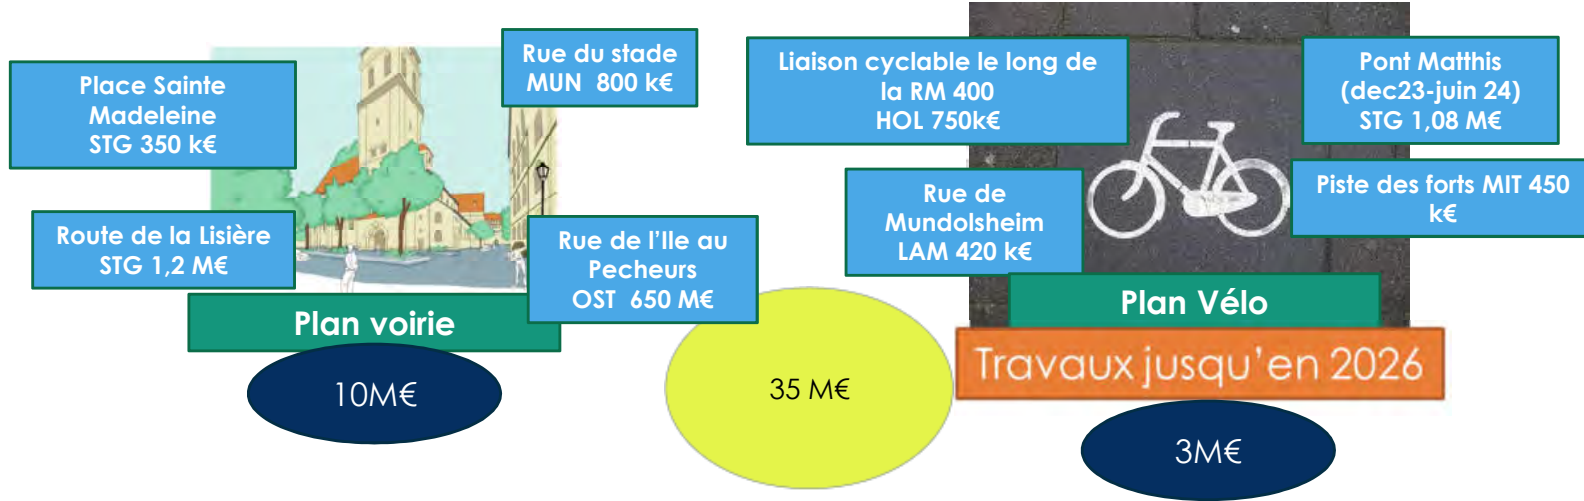 Place Sainte
Madeleine
STG 350 k€
Rue du stade
MUN 800 k€
Route de la Lisière
STG 1,2 M€
Rue de l'Ile au
Pecheurs
OST 650 M€
Plan voirie
10M€
35 M€
Liaison cyclable le long de
la RM 400
HOL 750k€
Pont Matthis
(dec23-juin 24)
STG 1,08 M€
Rue de
Mundolsheim
LAM 420 k€
Piste des forts MIT 450
k€
Plan Vélo
Travaux jusqu'en 2026
3M€